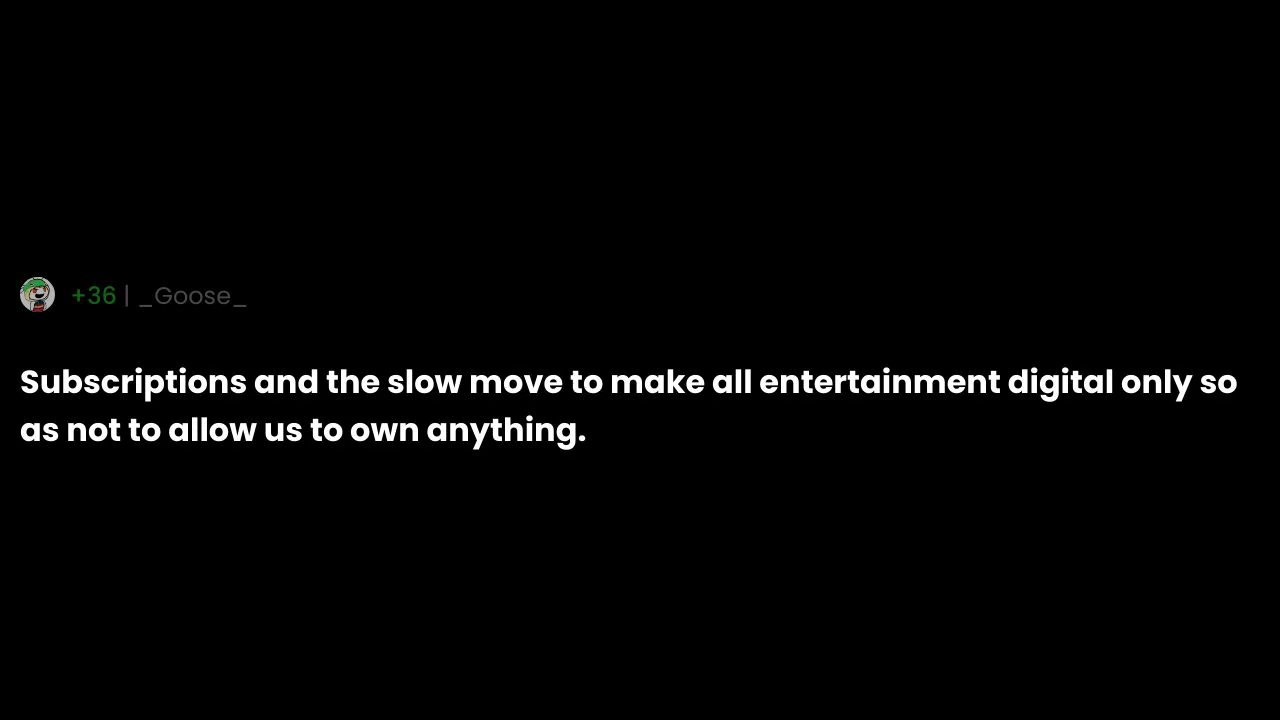 +36 | _Goose_
Subscriptions and the slow move to make all entertainment digital only so
as not to allow us to own anything.